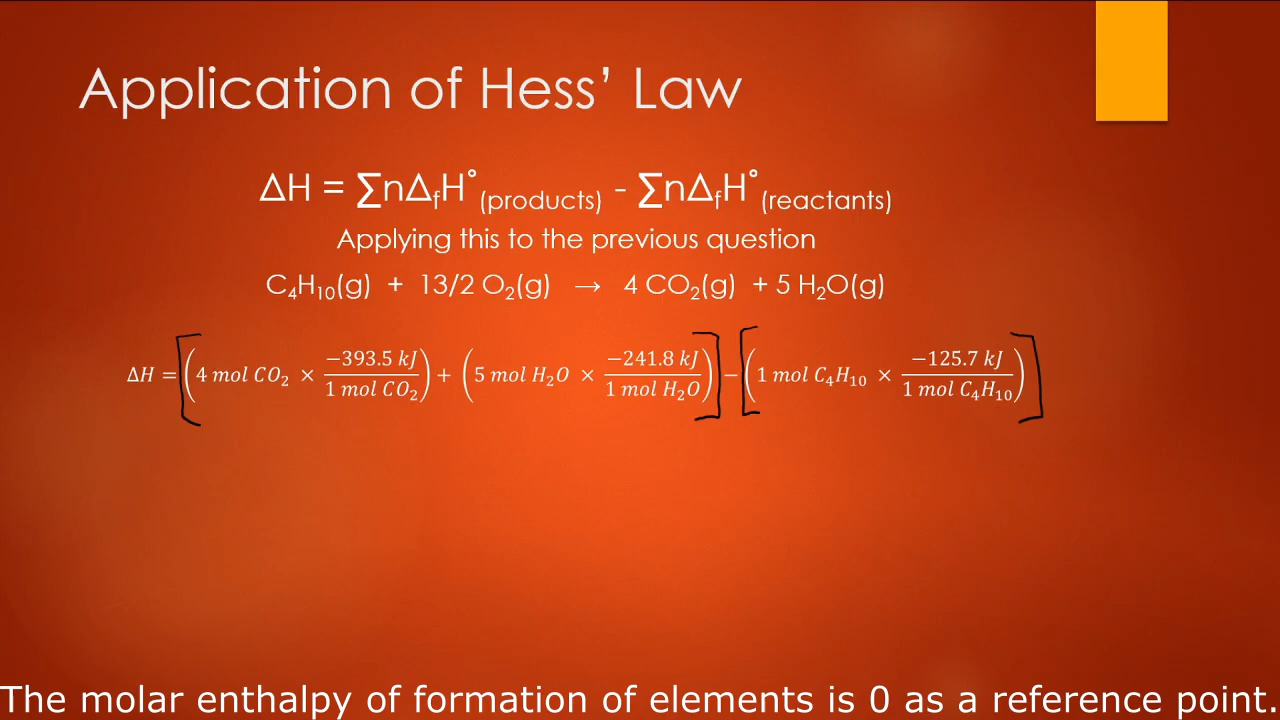 Application of Hess’ Law
ΔH = ∑nΔfH°(products) - ∑nΔfH°(reactants)
Applying this to the previous question
C₄H₁₀(g) + 13/2 O₂(g) → 4 CO₂(g) + 5 H₂O(g)
ΔH = [(4 mol CO₂ × −393.5 kJ / 1 mol CO₂) + (5 mol H₂O × −241.8 kJ / 1 mol H₂O)] − [(1 mol C₄H₁₀ × −125.7 kJ / 1 mol C₄H₁₀)]
The molar enthalpy of formation of elements is 0 as a reference point.